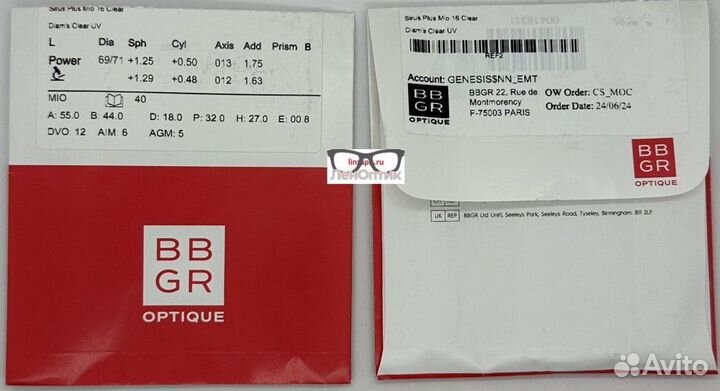 Sirus Plus Mio 16 Clear
Diam's Clear UV
L Dia Sph Cyl Axis Add Prism B
Power 69/71 +1.25 +0.50 013 1.75
+1.29 +0.48 012 1.63
MIO 40
A: 55.0 B: 44.0 D: 18.0 P: 32.0 H: 27.0 E: 00.8
DVO: 12 AIM: 6 AGM: 5
BB
GR
OPTIQUE
Sirus Plus Mio 16 Clear
Diam's Clear UV
00418311
REF2
Account: GENESIS$NN_EMT
BB
GR
OPTIQUE
BBGR 22, Rue de
Montmorency
F-75003 PARIS
OW Order: CS_MOC
Order Date: 24/06/24
BB
GR
OPTIQUE
ЛенОптик
UK REP BBGR Ltd Unit1, Seeleys Park, Seeleys Road, Tyseley, Birmingham, B11 2LF
Avito